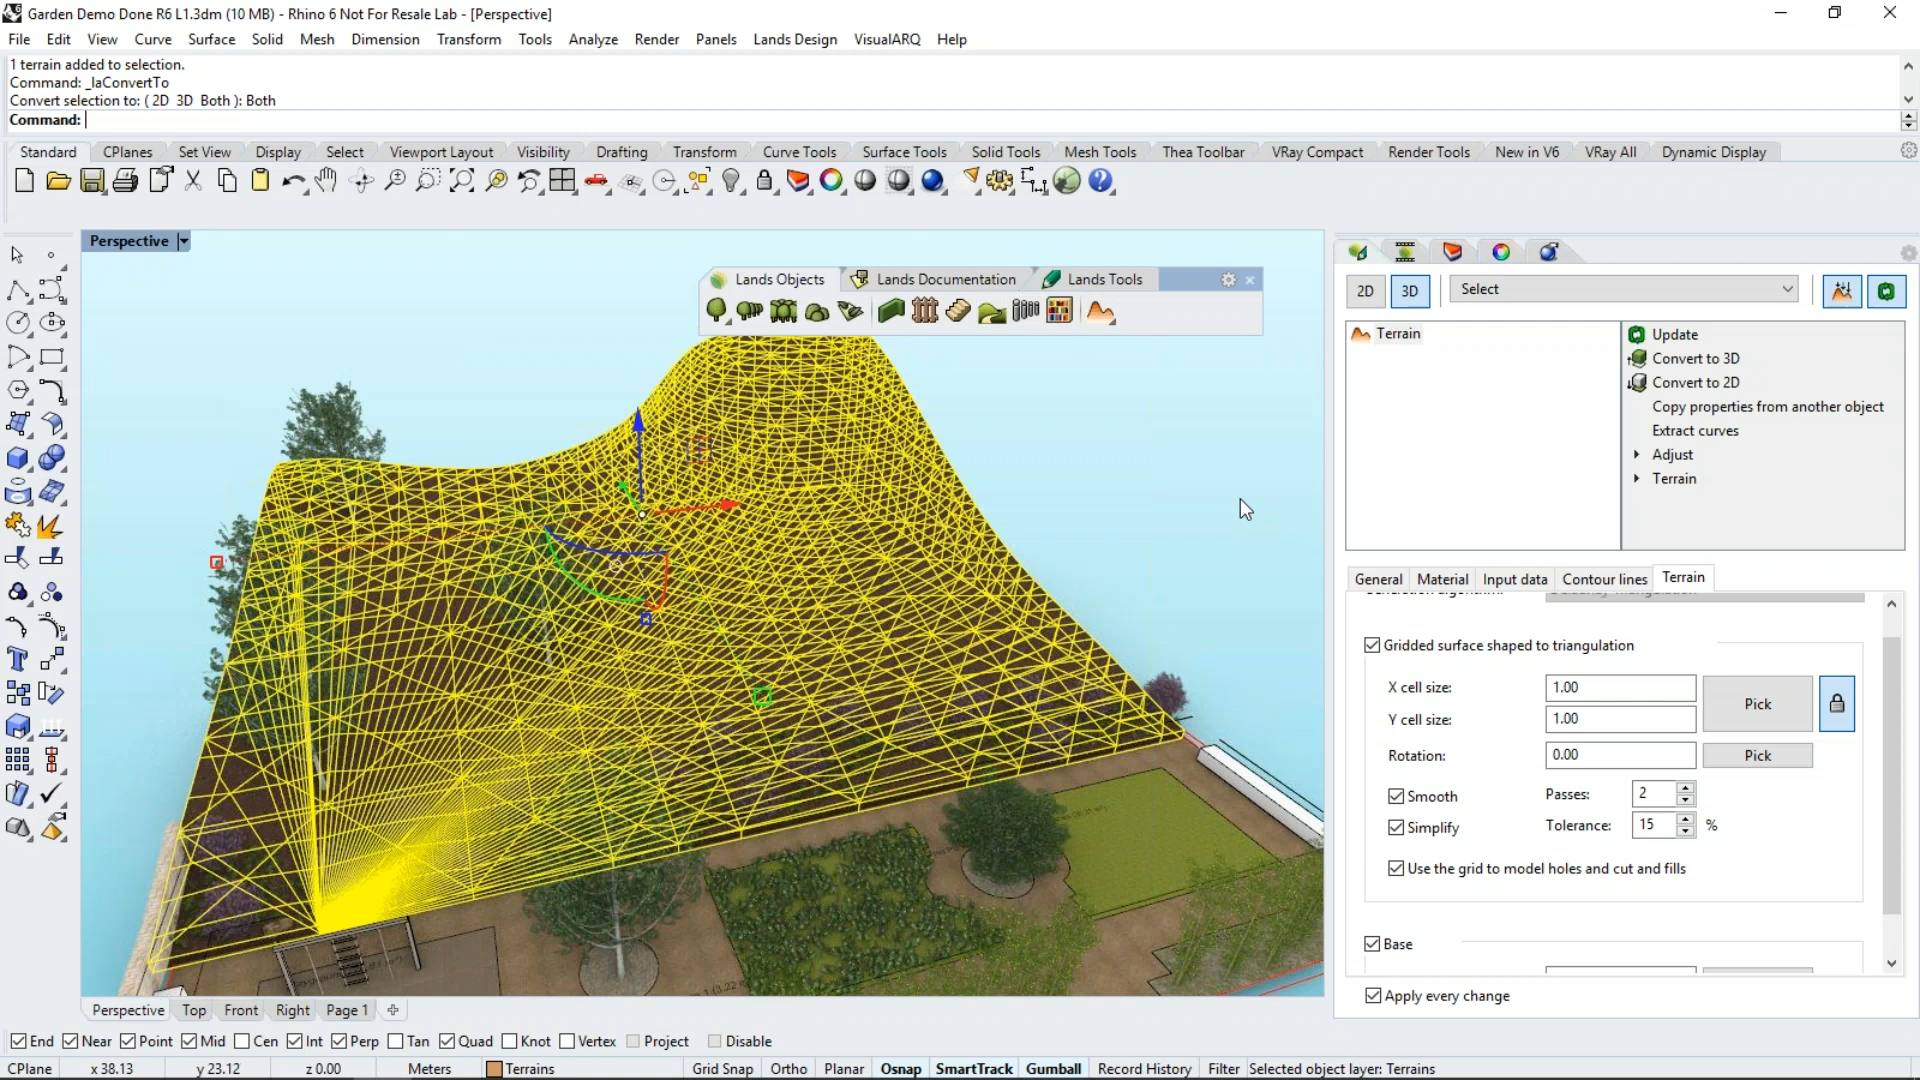 Garden Demo Done R6 L1.3dm (10 MB) - Rhino 6 Not For Resale Lab - [Perspective]
File Edit View Curve Surface Solid Mesh Dimension Transform Tools Analyze Render Panels Lands Design VisualARQ Help
1 terrain added to selection.
Command: _laConvertTo
Convert selection to: ( 2D 3D Both ): Both
Command:
Standard CPlanes Set View Display Select Viewport Layout Visibility Drafting Transform Curve Tools Surface Tools Solid Tools Mesh Tools Thea Toolbar VRay Compact Render Tools New in V6 VRay All Dynamic Display
Perspective
Lands Objects Lands Documentation Lands Tools
2D 3D Select
Terrain
Update
Convert to 3D
Convert to 2D
Copy properties from another object
Extract curves
Adjust
Terrain
General Material Input data Contour lines Terrain
Gridded surface shaped to triangulation
X cell size: 1.00 Pick
Y cell size: 1.00
Rotation: 0.00 Pick
Smooth Passes: 2
Simplify Tolerance: 15 %
Use the grid to model holes and cut and fills
Base
Apply every change
Perspective Top Front Right Page 1
End Near Point Mid Cen Int Perp Tan Quad Knot Vertex Project Disable
CPlane x 38.13 y 23.12 z 0.00 Meters Terrains Grid Snap Ortho Planar Osnap SmartTrack Gumball Record History Filter Selected object layer: Terrains